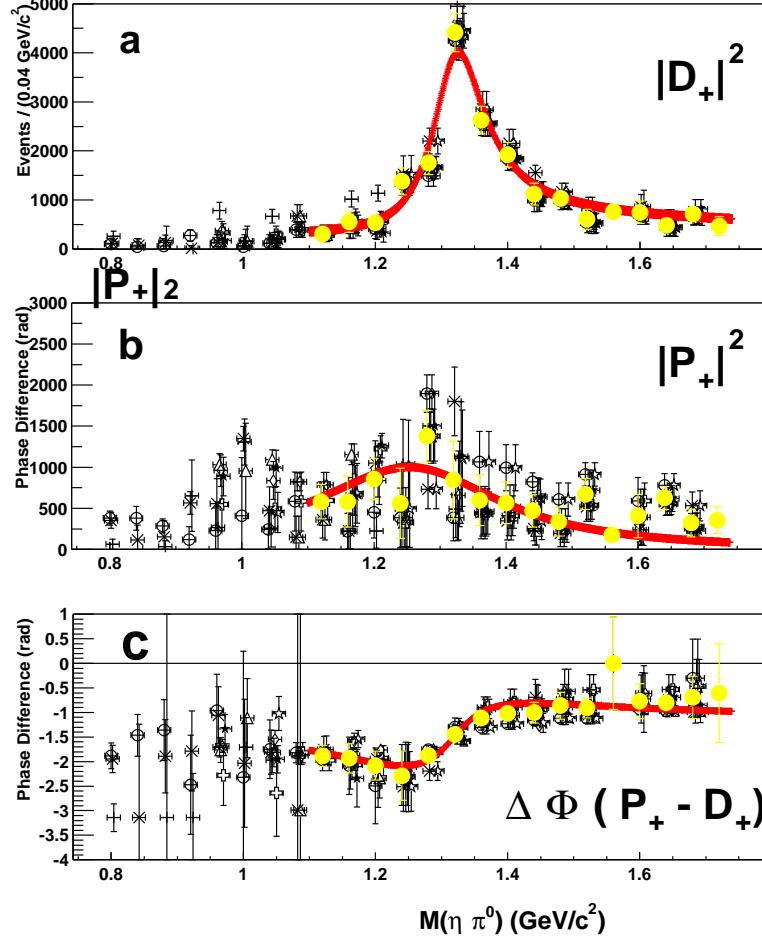 5000
4000
3000
2000
1000
0
Events / (0.04 GeV/c²)
a
|D₊|²
0.8 1 1.2 1.4 1.6
|P₊|₂
3000
2500
2000
1500
1000
500
0
Phase Difference (rad)
b
|P₊|²
0.8 1 1.2 1.4 1.6
1
0.5
0
-0.5
-1
-1.5
-2
-2.5
-3
-3.5
-4
Phase Difference (rad)
c
Δ Φ ( P₊ - D₊)
0.8 1 1.2 1.4 1.6
M(η π⁰) (GeV/c²)